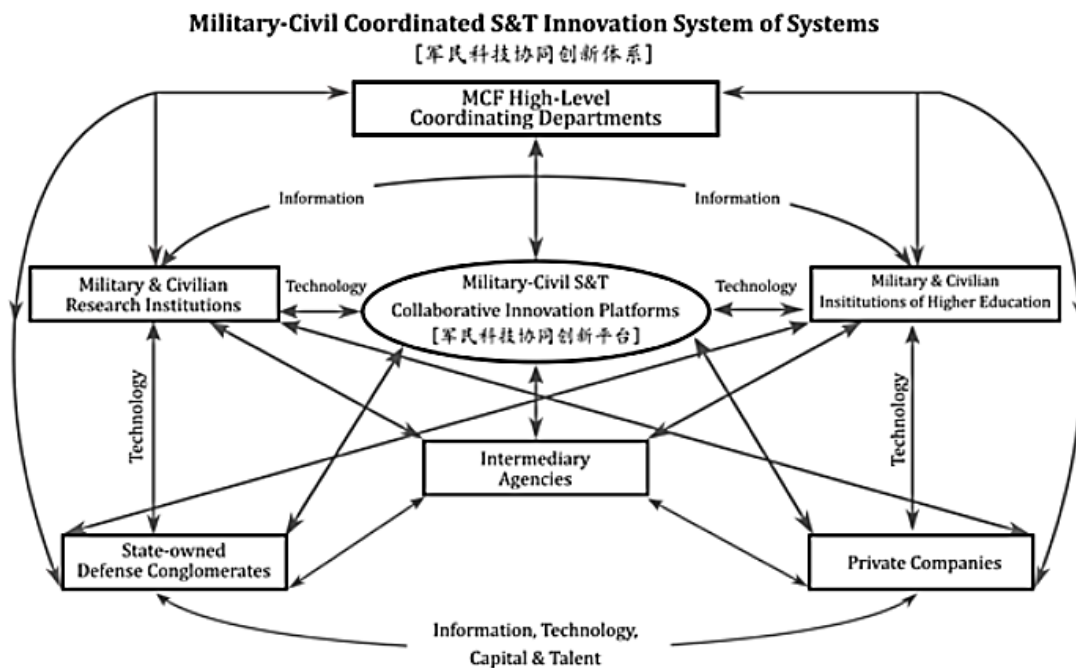 Military-Civil Coordinated S&T Innovation System of Systems
[军民科技协同创新体系]
MCF High-Level
Coordinating Departments
Information
Information
Military & Civilian
Research Institutions
Technology
Military-Civil S&T
Collaborative Innovation Platforms
[军民科技协同创新平台]
Technology
Military & Civilian
Insititutions of Higher Education
Technology
Technology
Intermediary
Agencies
State-owned
Defense Conglomerates
Private Companies
Information, Technology,
Capital & Talent